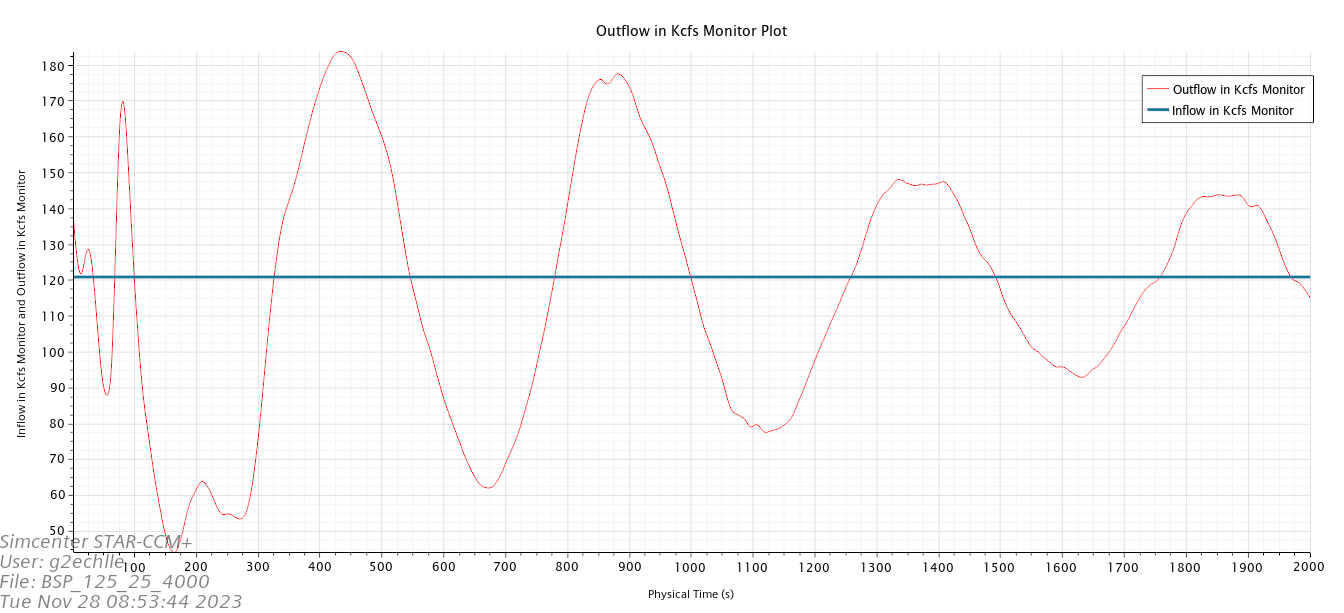 Outflow in Kcfs Monitor Plot
Outflow in Kcfs Monitor
Inflow in Kcfs Monitor
Inflow in Kcfs Monitor and Outflow in Kcfs Monitor
180
170
160
150
140
130
120
110
100
90
80
70
60
50
100 200 300 400 500 600 700 800 900 1000 1100 1200 1300 1400 1500 1600 1700 1800 1900 2000
Physical Time (s)
Simcenter STAR-CCM+
User: g2echlle
File: BSP_125_25_4000
Tue Nov 28 08:53:44 2023